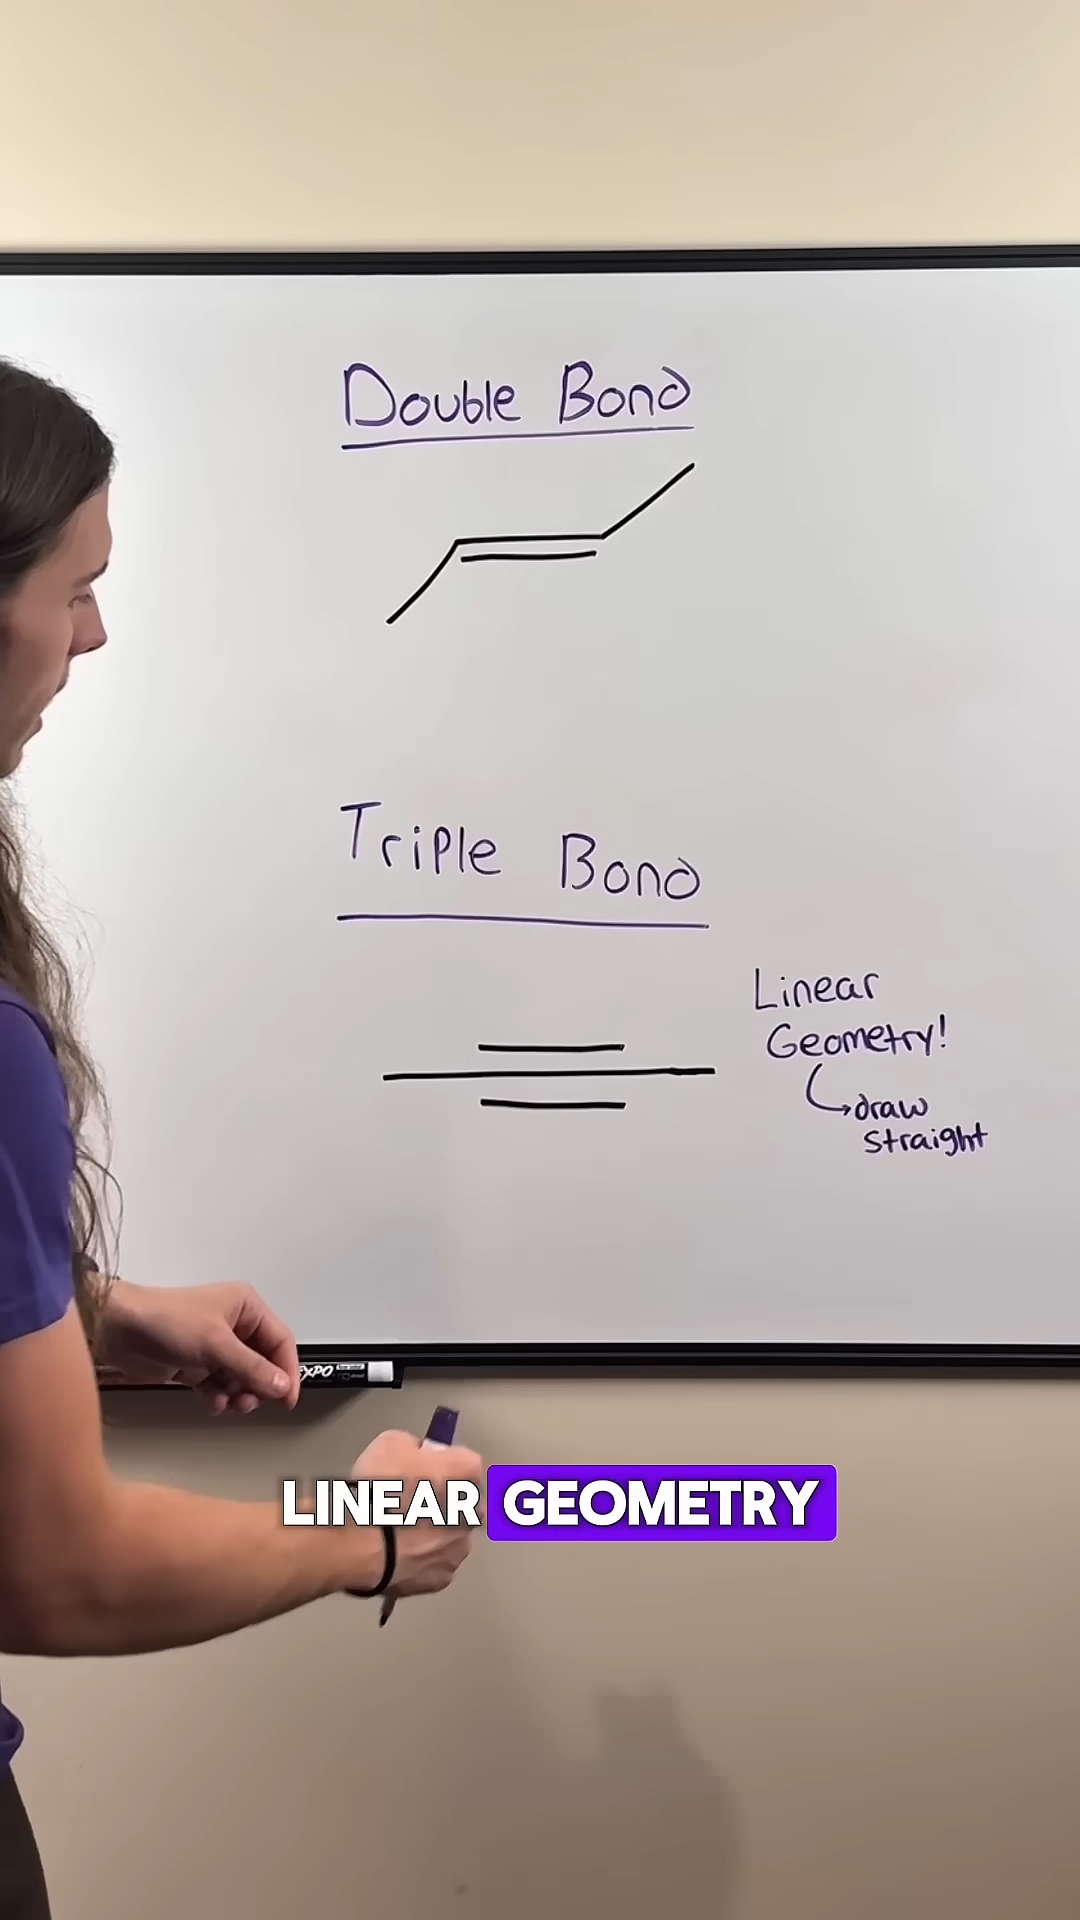 Double Bond
Triple Bond
Linear
Geometry!
draw
straight
EXPO
LINEAR GEOMETRY